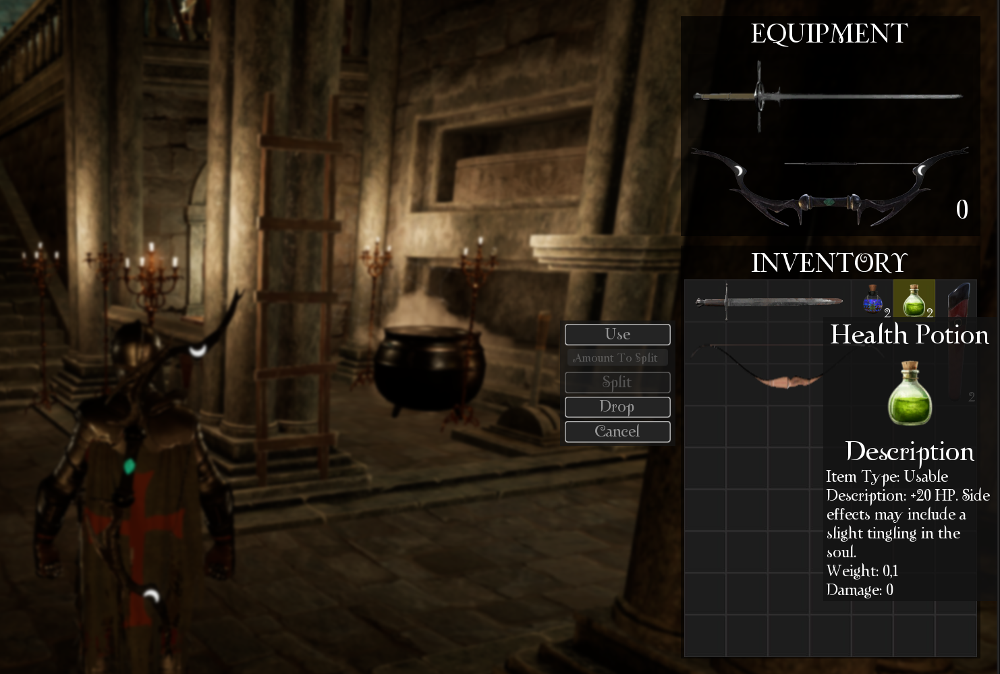 EQUIPMENT
0
INVENTORY
2
2
2
Use
Amount To Split
Split
Drop
Cancel
Health Potion
Description
Item Type: Usable
Description: +20 HP. Side
effects may include a
slight tingling in the
soul.
Weight: 0,1
Damage: 0